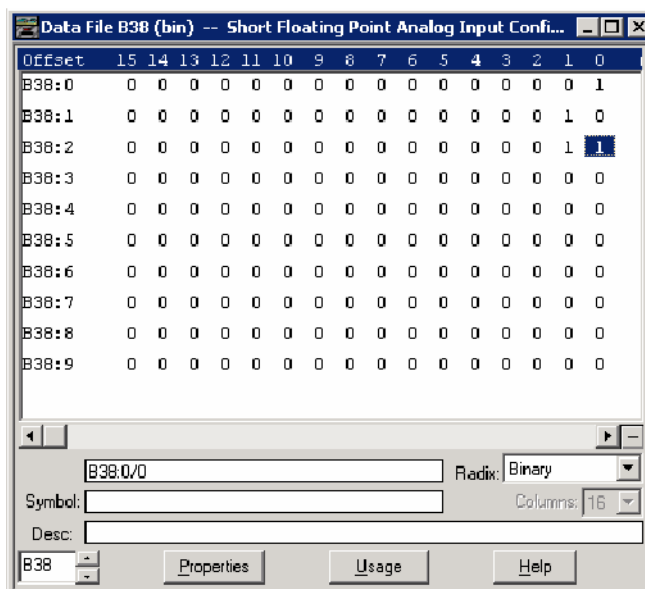 Data File B38 (bin) -- Short Floating Point Analog Input Confi...
Offset 15 14 13 12 11 10 9 8 7 6 5 4 3 2 1 0
B38:0 0 0 0 0 0 0 0 0 0 0 0 0 0 0 0 1
B38:1 0 0 0 0 0 0 0 0 0 0 0 0 0 0 1 0
B38:2 0 0 0 0 0 0 0 0 0 0 0 0 0 0 1 1
B38:3 0 0 0 0 0 0 0 0 0 0 0 0 0 0 0 0
B38:4 0 0 0 0 0 0 0 0 0 0 0 0 0 0 0 0
B38:5 0 0 0 0 0 0 0 0 0 0 0 0 0 0 0 0
B38:6 0 0 0 0 0 0 0 0 0 0 0 0 0 0 0 0
B38:7 0 0 0 0 0 0 0 0 0 0 0 0 0 0 0 0
B38:8 0 0 0 0 0 0 0 0 0 0 0 0 0 0 0 0
B38:9 0 0 0 0 0 0 0 0 0 0 0 0 0 0 0 0
B38:0/0 Radix: Binary
Symbol: Columns: 16
Desc:
B38 Properties Usage Help